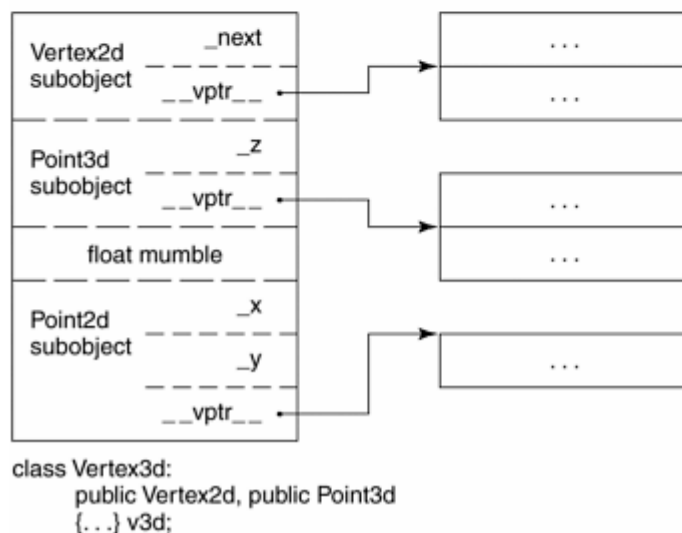 Vertex2d
subobject
_next
__vptr__
. . .
. . .
Point3d
subobject
_z
__vptr__
. . .
. . .
float mumble
Point2d
subobject
_x
_y
__vptr__
. . .
class Vertex3d:
public Vertex2d, public Point3d
{. . .} v3d;